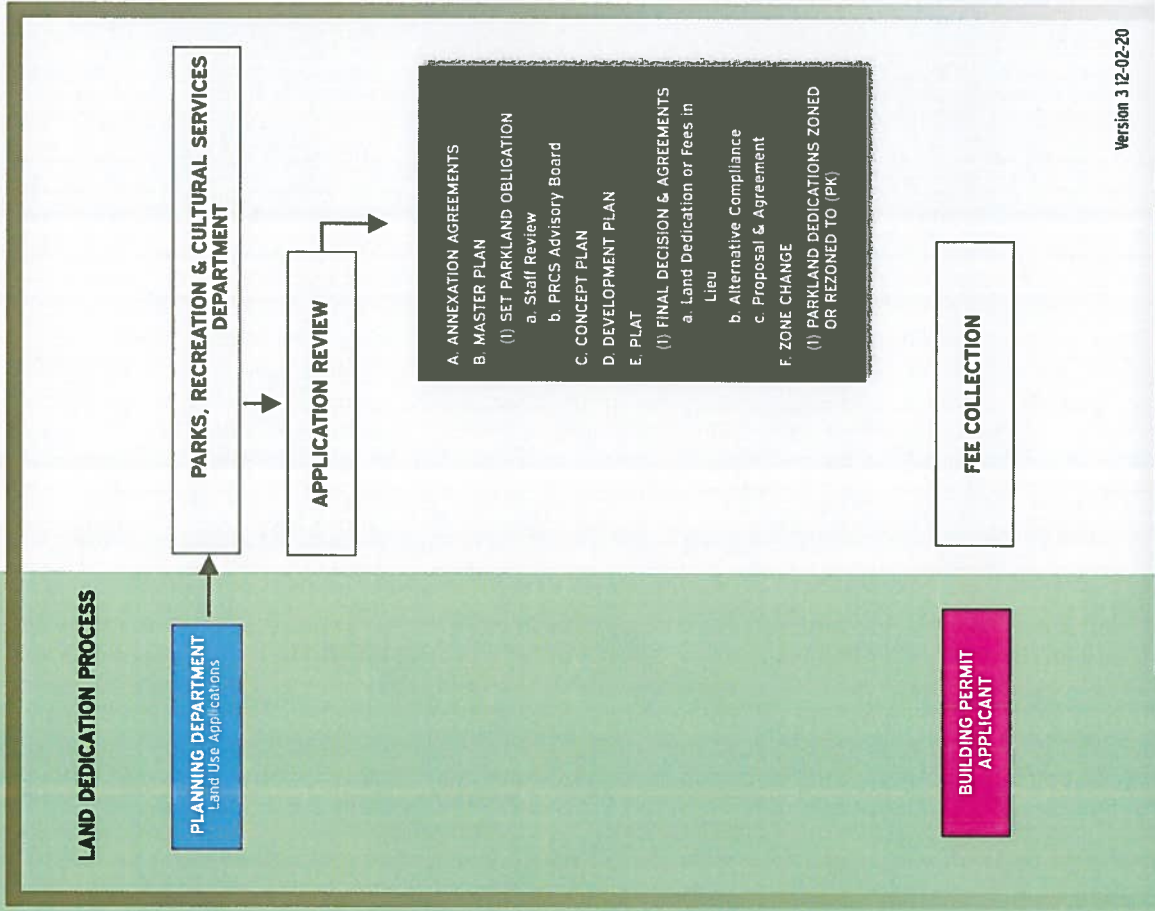 LAND DEDICATION PROCESS
PLANNING DEPARTMENT
Land Use Applications
PARKS, RECREATION & CULTURAL SERVICES
DEPARTMENT
APPLICATION REVIEW
A. ANNEXATION AGREEMENTS
B. MASTER PLAN
(1) SET PARKLAND OBLIGATION
a. Staff Review
b. PRCS Advisory Board
C. CONCEPT PLAN
D. DEVELOPMENT PLAN
E. PLAT
(1) FINAL DECISION & AGREEMENTS
a. Land Dedication or Fees in
Lieu
b. Alternative Compliance
c. Proposal & Agreement
F. ZONE CHANGE
(1) PARKLAND DEDICATIONS ZONED
OR REZONED TO (PK)
BUILDING PERMIT
APPLICANT
FEE COLLECTION
Version 3 12-02-20